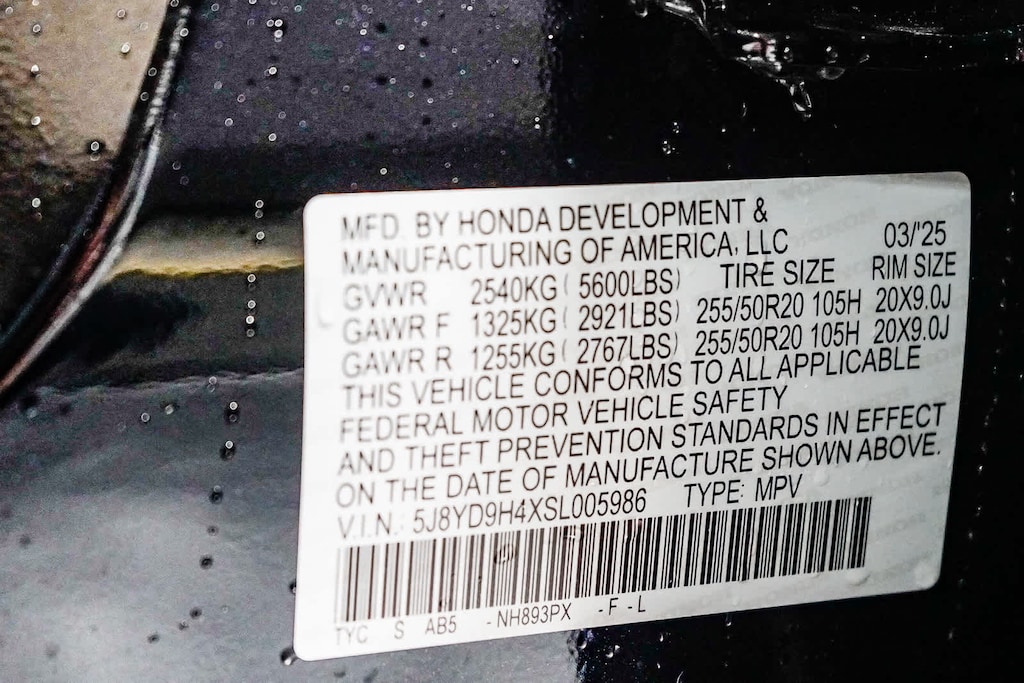 MFD. BY HONDA DEVELOPMENT &
MANUFACTURING OF AMERICA, LLC 03/'25
GVWR 2540KG ( 5600LBS) TIRE SIZE RIM SIZE
GAWR F 1325KG ( 2921LBS) 255/50R20 105H 20X9.0J
GAWR R 1255KG ( 2767LBS) 255/50R20 105H 20X9.0J
THIS VEHICLE CONFORMS TO ALL APPLICABLE
FEDERAL MOTOR VEHICLE SAFETY
AND THEFT PREVENTION STANDARDS IN EFFECT
ON THE DATE OF MANUFACTURE SHOWN ABOVE.
V.I.N.: 5J8YD9H4XSL005986 TYPE: MPV
TYC S AB5 - NH893PX - F - L